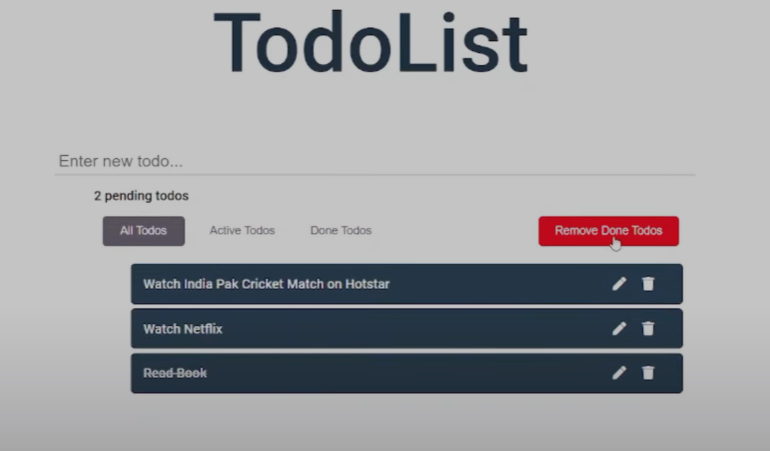 TodoList
Enter new todo...
2 pending todos
All Todos Active Todos Done Todos Remove Done Todos
Watch India Pak Cricket Match on Hotstar
Watch Netflix
Read Book